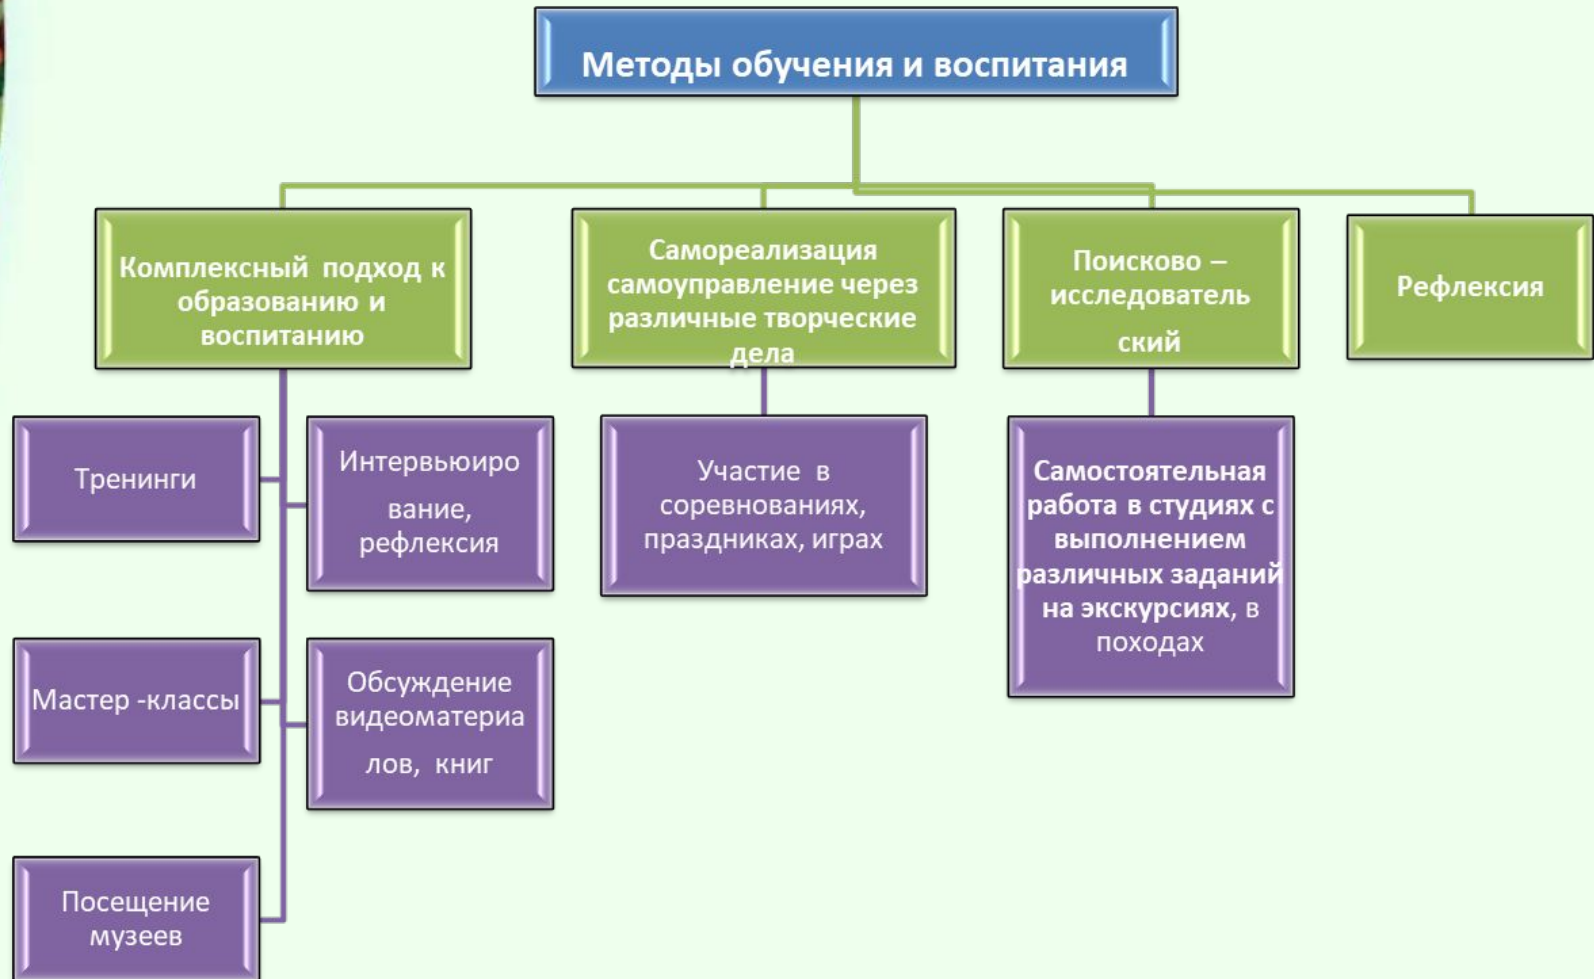 Методы обучения и воспитания
Комплексный подход к
образованию и
воспитанию
Самореализация
самоуправление через
различные творческие
дела
Поисково –
исследователь
ский
Рефлексия
Тренинги
Интервьюиро
вание,
рефлексия
Участие в
соревнованиях,
праздниках, играх
Самостоятельная
работа в студиях с
выполнением
различных заданий
на экскурсиях, в
походах
Мастер -классы
Обсуждение
видеоматериа
лов, книг
Посещение
музеев